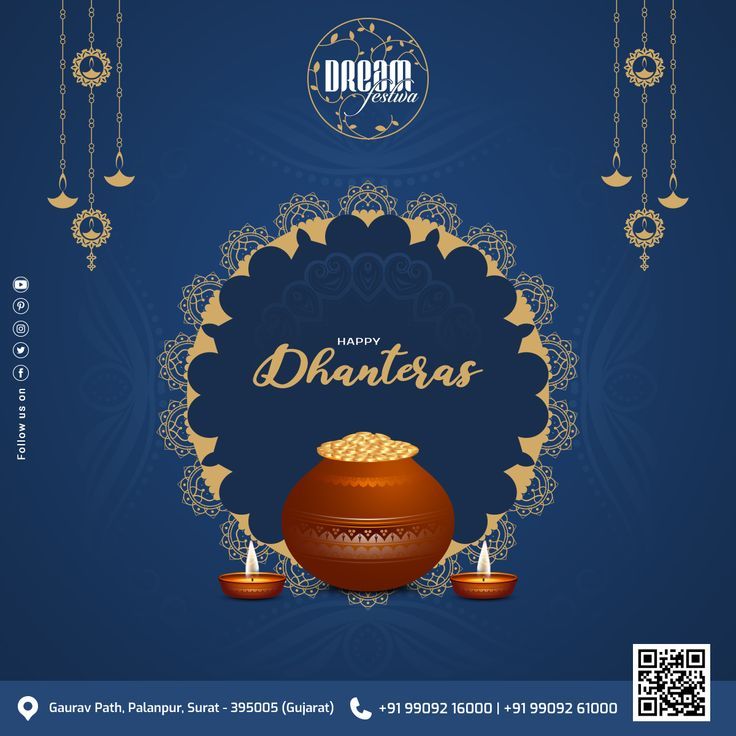 DREAM
festiva
HAPPY
Dhanteras
Follow us on
Gaurav Path, Palanpur, Surat - 395005 (Gujarat)
+91 99092 16000 | +91 99092 61000